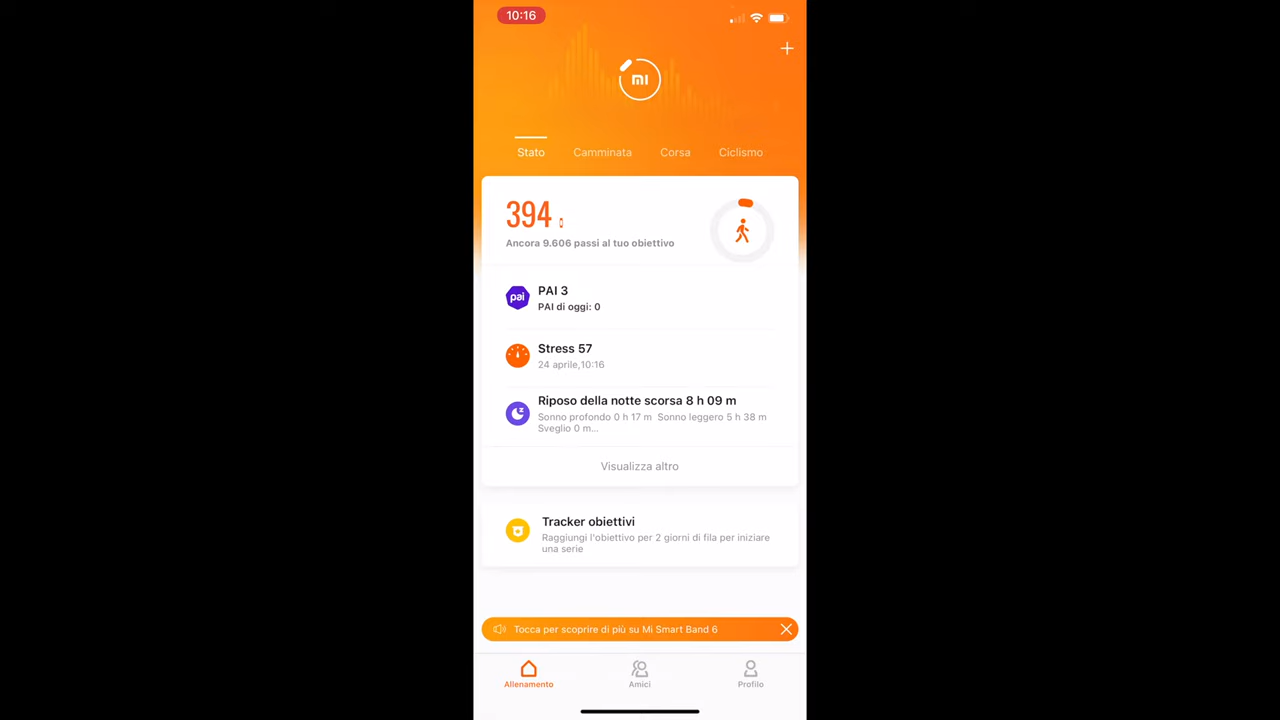 10:16
mi
Stato Camminata Corsa Ciclismo
394
Ancora 9.606 passi al tuo obiettivo
pai
PAI 3
PAI di oggi: 0
Stress 57
24 aprile,10:16
Riposo della notte scorsa 8 h 09 m
Sonno profondo 0 h 17 m Sonno leggero 5 h 38 m
Sveglio 0 m...
Visualizza altro
Tracker obiettivi
Raggiungi l'obiettivo per 2 giorni di fila per iniziare
una serie
Tocca per scoprire di più su Mi Smart Band 6
Allenamento Amici Profilo